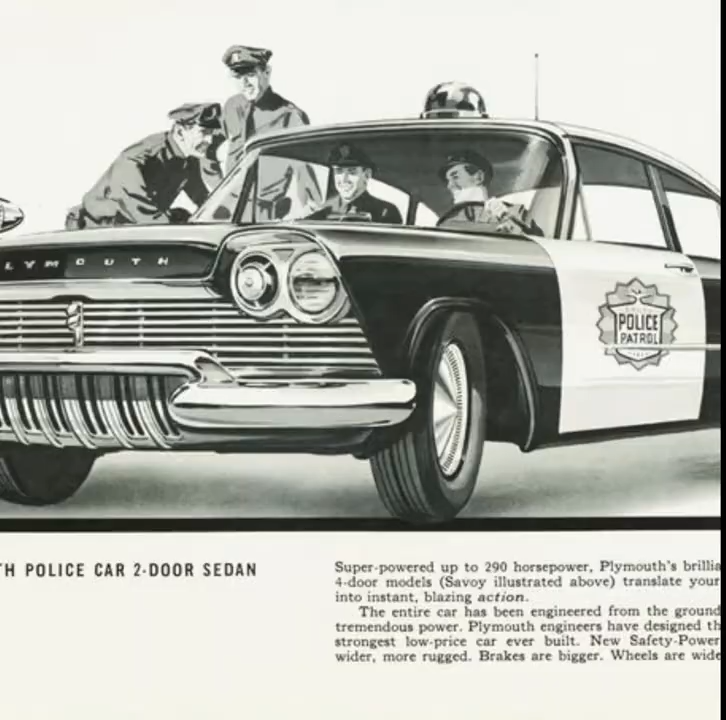 LYMOUTH
POLICE
PATROL
TH POLICE CAR 2-DOOR SEDAN
Super-powered up to 290 horsepower, Plymouth's brillia
4-door models (Savoy illustrated above) translate your
into instant, blazing action.
The entire car has been engineered from the ground
tremendous power. Plymouth engineers have designed th
strongest low-price car ever built. New Safety-Power
wider, more rugged. Brakes are bigger. Wheels are wide